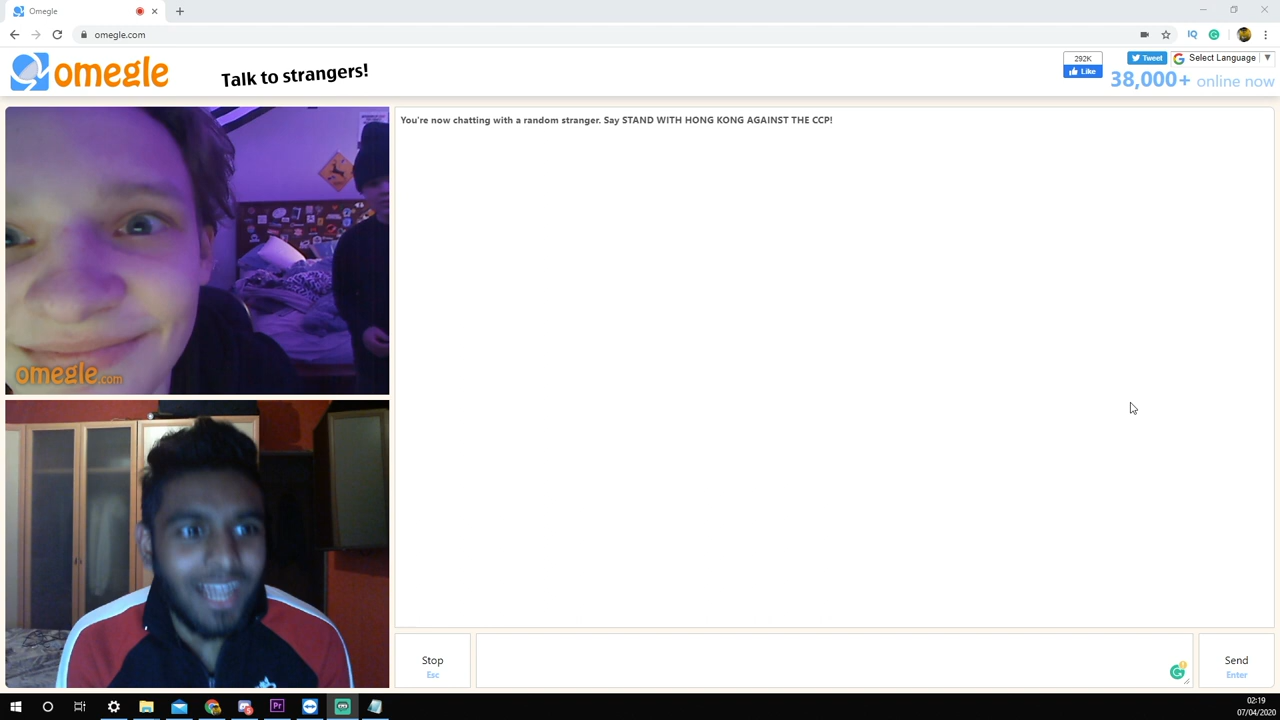 Omegle
omegle.com
IQ
omegle
Talk to strangers!
292K
Like
Tweet
Select Language
38,000+ online now
You're now chatting with a random stranger. Say STAND WITH HONG KONG AGAINST THE CCP!
omegle.com
Stop
Esc
Send
Enter
Pr
02:19
07/04/2020